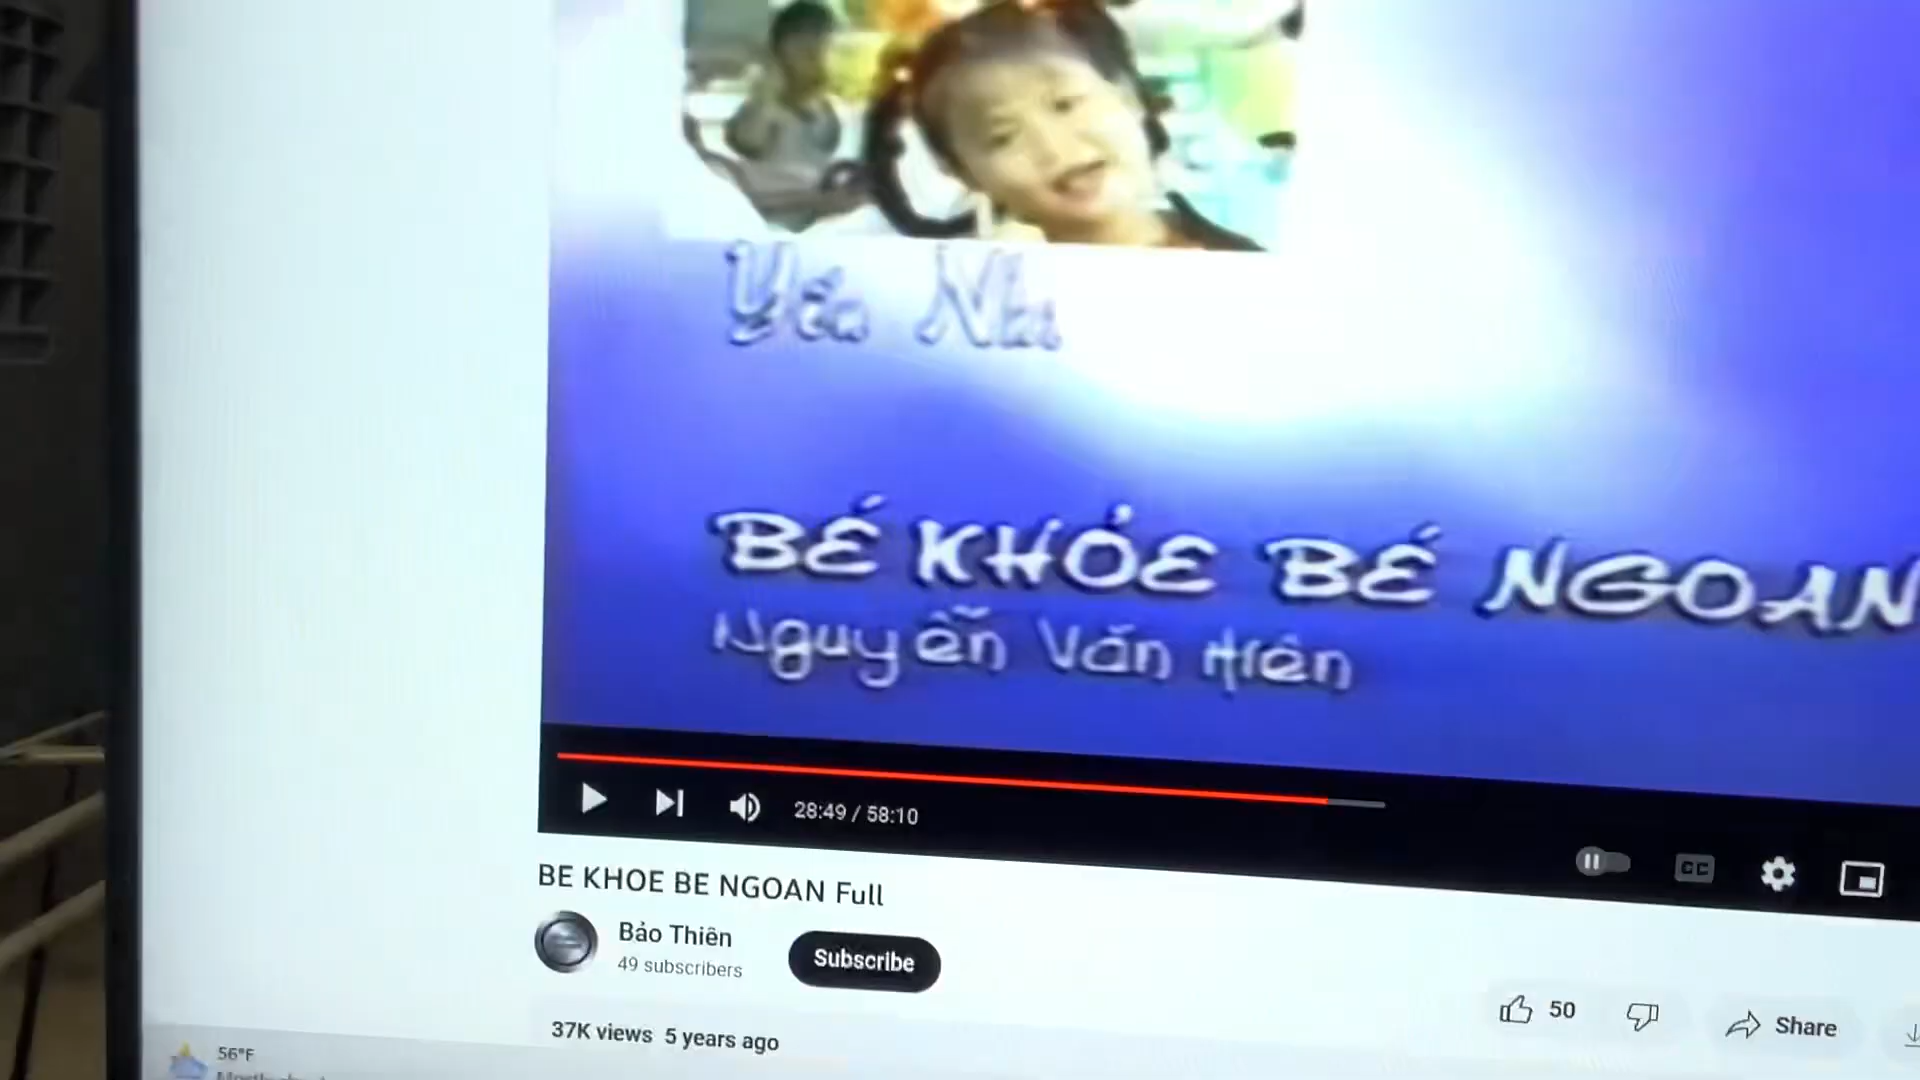 Yến Nhi
BÉ KHỎE BÉ NGOAN
Nguyễn Văn Hiên
28:49 / 58:10
CC
BE KHOE BE NGOAN Full
Bảo Thiên
49 subscribers
Subscribe
50
Share
37K views 5 years ago
56°F